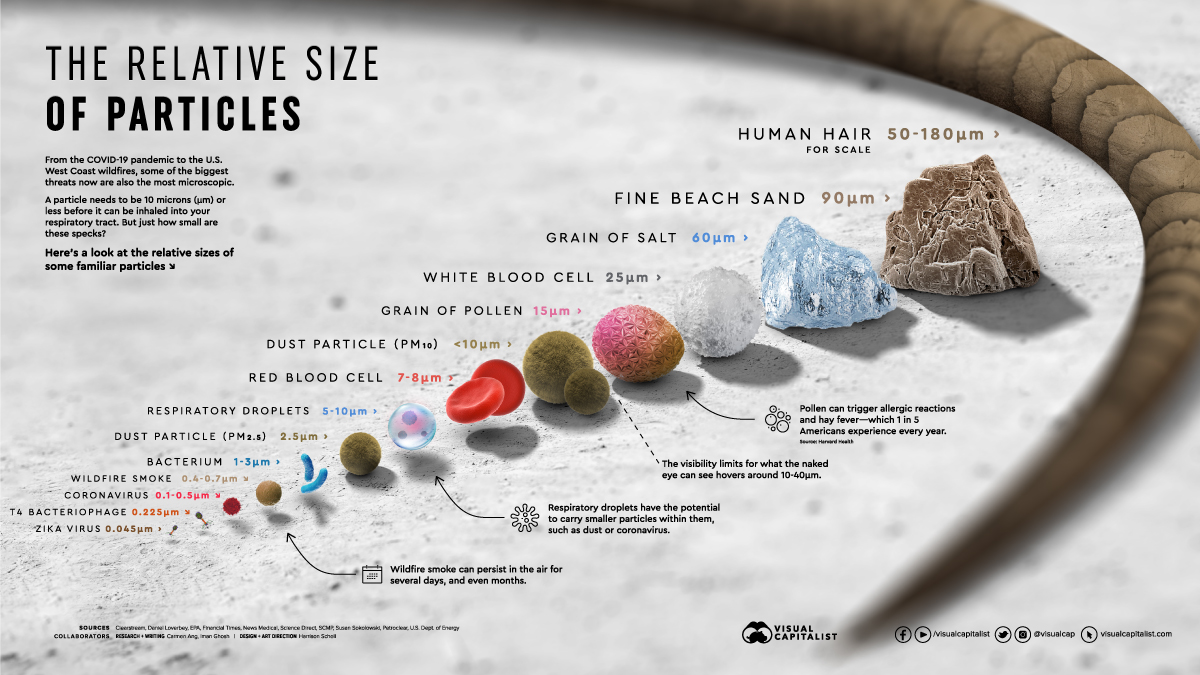 THE RELATIVE SIZE
OF PARTICLES
From the COVID-19 pandemic to the U.S.
West Coast wildfires, some of the biggest
threats now are also the most microscopic.
A particle needs to be 10 microns (μm) or
less before it can be inhaled into your
respiratory tract. But just how small are
these specks?
Here's a look at the relative sizes of
some familiar particles ↘
HUMAN HAIR 50-180μm ›
FOR SCALE
FINE BEACH SAND 90μm ›
GRAIN OF SALT 60μm ›
WHITE BLOOD CELL 25μm ›
GRAIN OF POLLEN 15μm ›
DUST PARTICLE (PM10) <10μm ›
RED BLOOD CELL 7-8μm ›
RESPIRATORY DROPLETS 5-10μm ›
DUST PARTICLE (PM2.5) 2.5μm ›
BACTERIUM 1-3μm ›
WILDFIRE SMOKE 0.4-0.7μm ↘
CORONAVIRUS 0.1-0.5μm ↘
T4 BACTERIOPHAGE 0.225μm ↘
ZIKA VIRUS 0.045μm ›
Pollen can trigger allergic reactions
and hay fever—which 1 in 5
Americans experience every year.
Source: Harvard Health
The visibility limits for what the naked
eye can see hovers around 10-40μm.
Respiratory droplets have the potential
to carry smaller particles within them,
such as dust or coronavirus.
Wildfire smoke can persist in the air for
several days, and even months.
SOURCES Clearstream, Daniel Loverbey, EPA, Financial Times, News Medical, Science Direct, SCMP, Susan Sokolowski, Petroclear, U.S. Dept. of Energy
COLLABORATORS RESEARCH + WRITING Carmen Ang, Iman Ghosh | DESIGN + ART DIRECTION Harrison Schell
VISUAL
CAPITALIST
/visualcapitalist @visualcap visualcapitalist.com